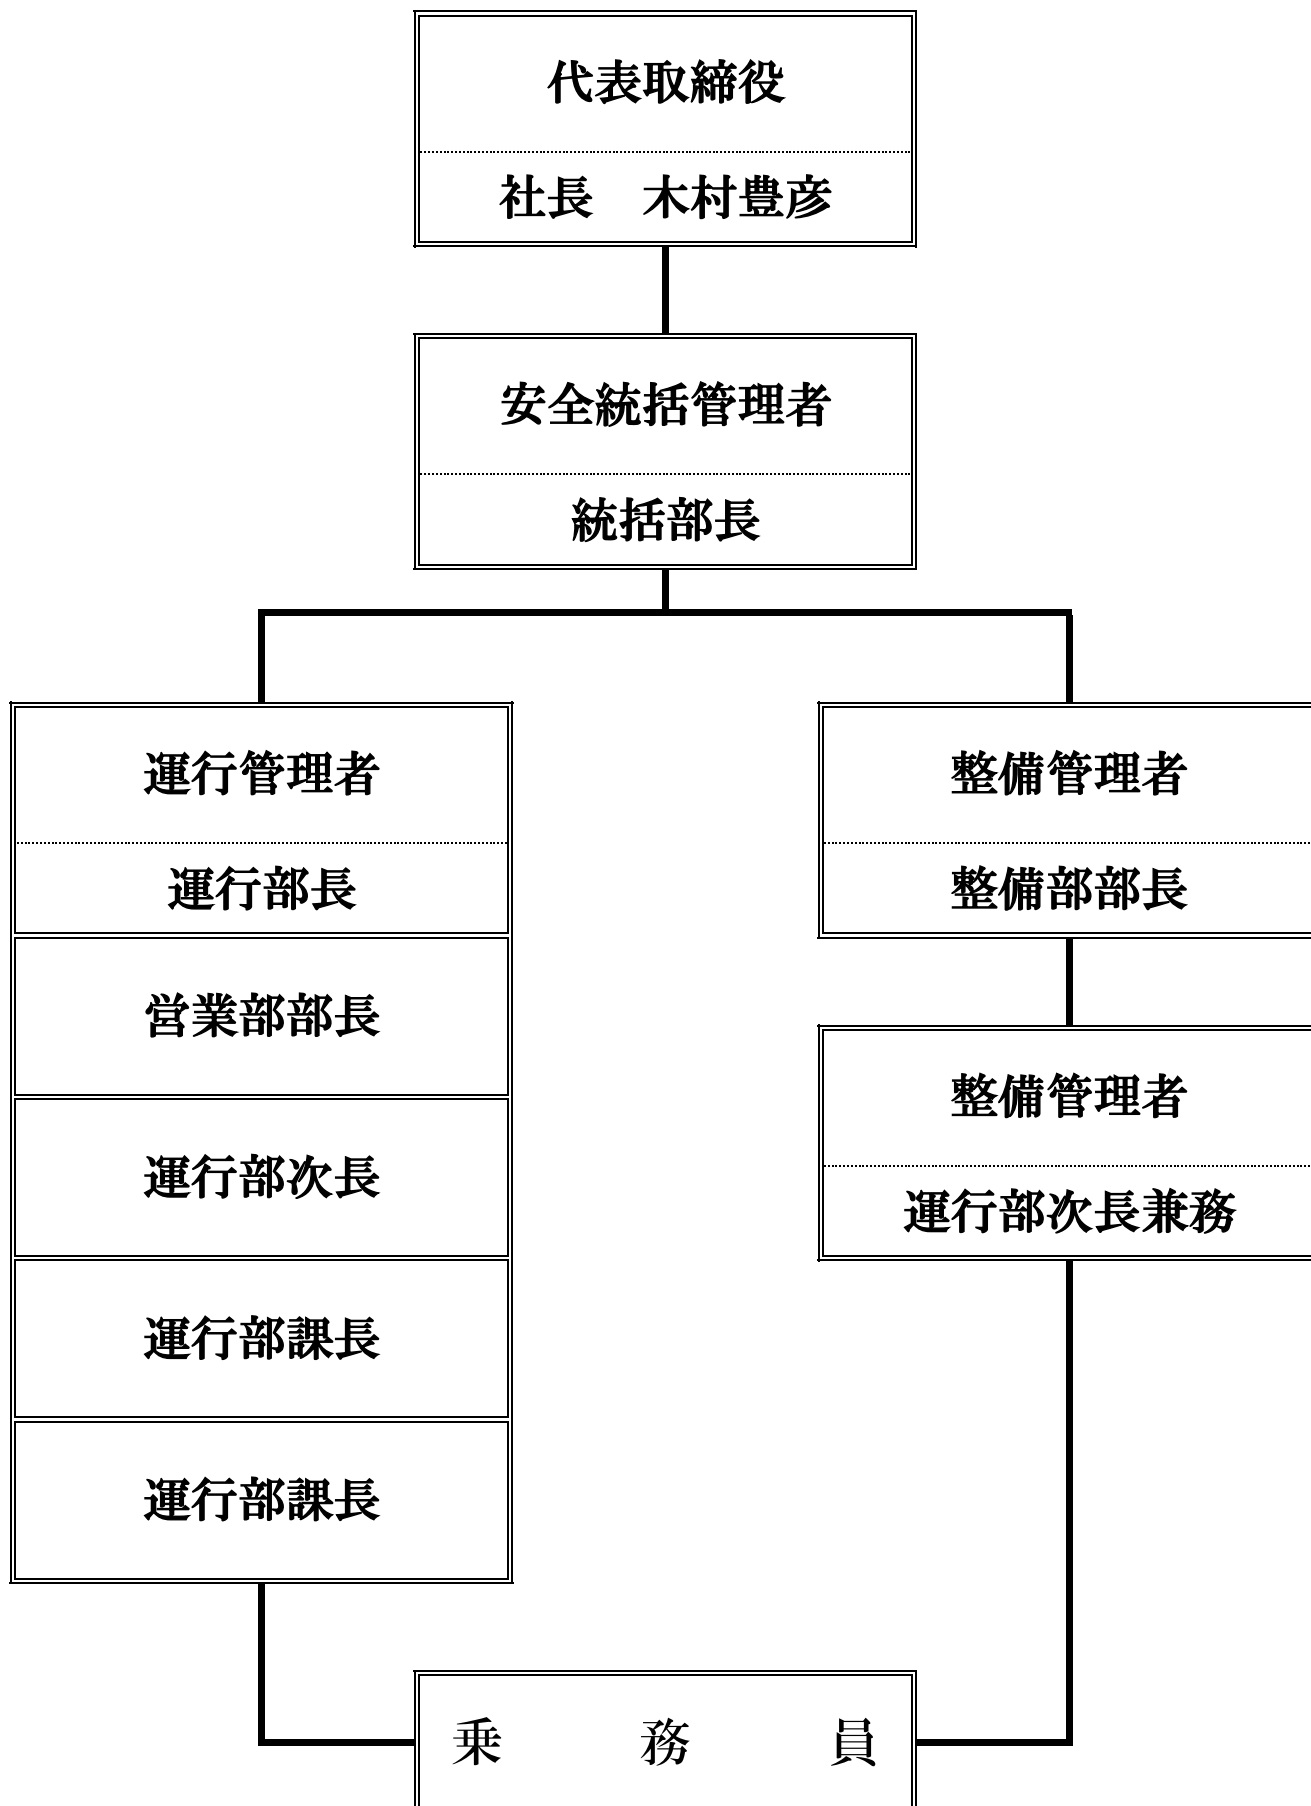 代表取締役
社長　木村豊彦
安全統括管理者
統括部長
運行管理者
運行部長
営業部部長
運行部次長
運行部課長
運行部課長
整備管理者
整備部部長
整備管理者
運行部次長兼務
乗　務　員